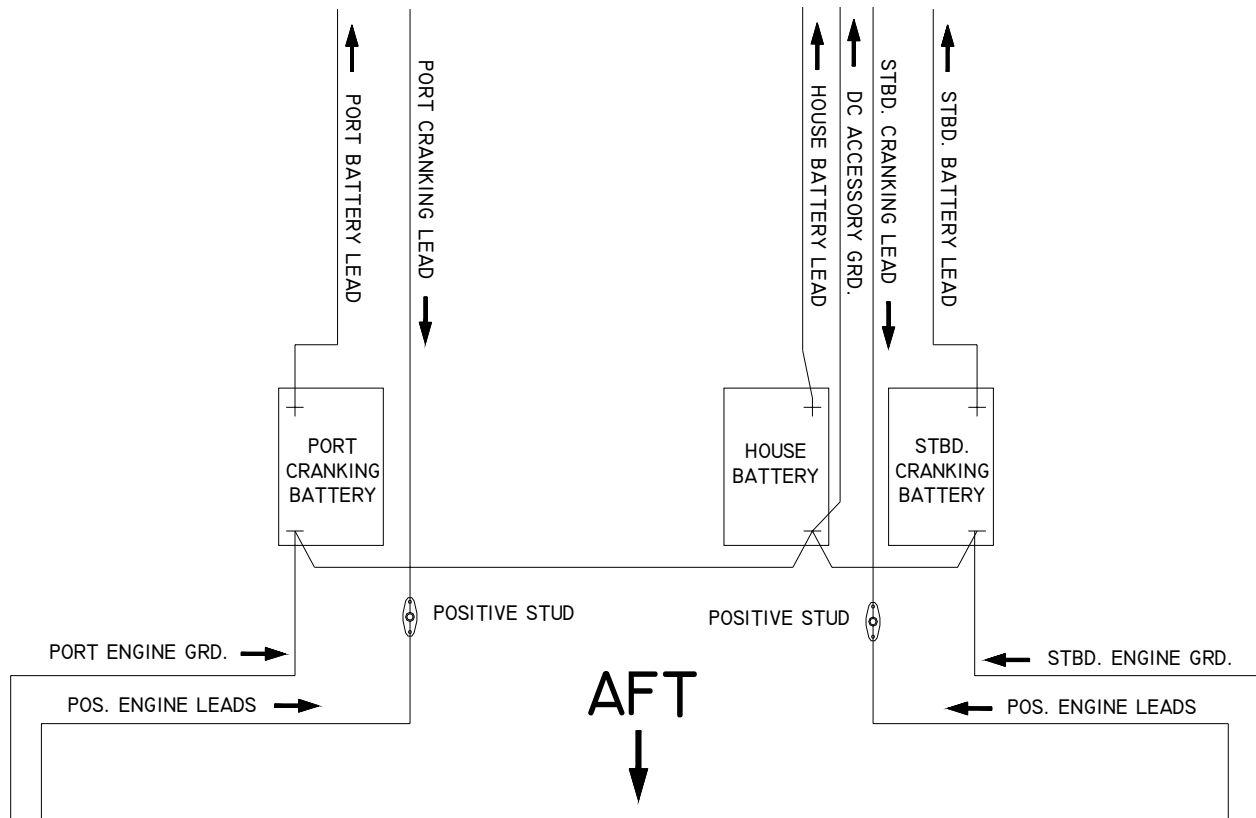 PORT BATTERY LEAD
PORT CRANKING LEAD
HOUSE BATTERY LEAD
DC ACCESSORY GRD.
STBD. CRANKING LEAD
STBD. BATTERY LEAD
PORT
CRANKING
BATTERY
HOUSE
BATTERY
STBD.
CRANKING
BATTERY
POSITIVE STUD
POSITIVE STUD
PORT ENGINE GRD.
STBD. ENGINE GRD.
POS. ENGINE LEADS
AFT
POS. ENGINE LEADS